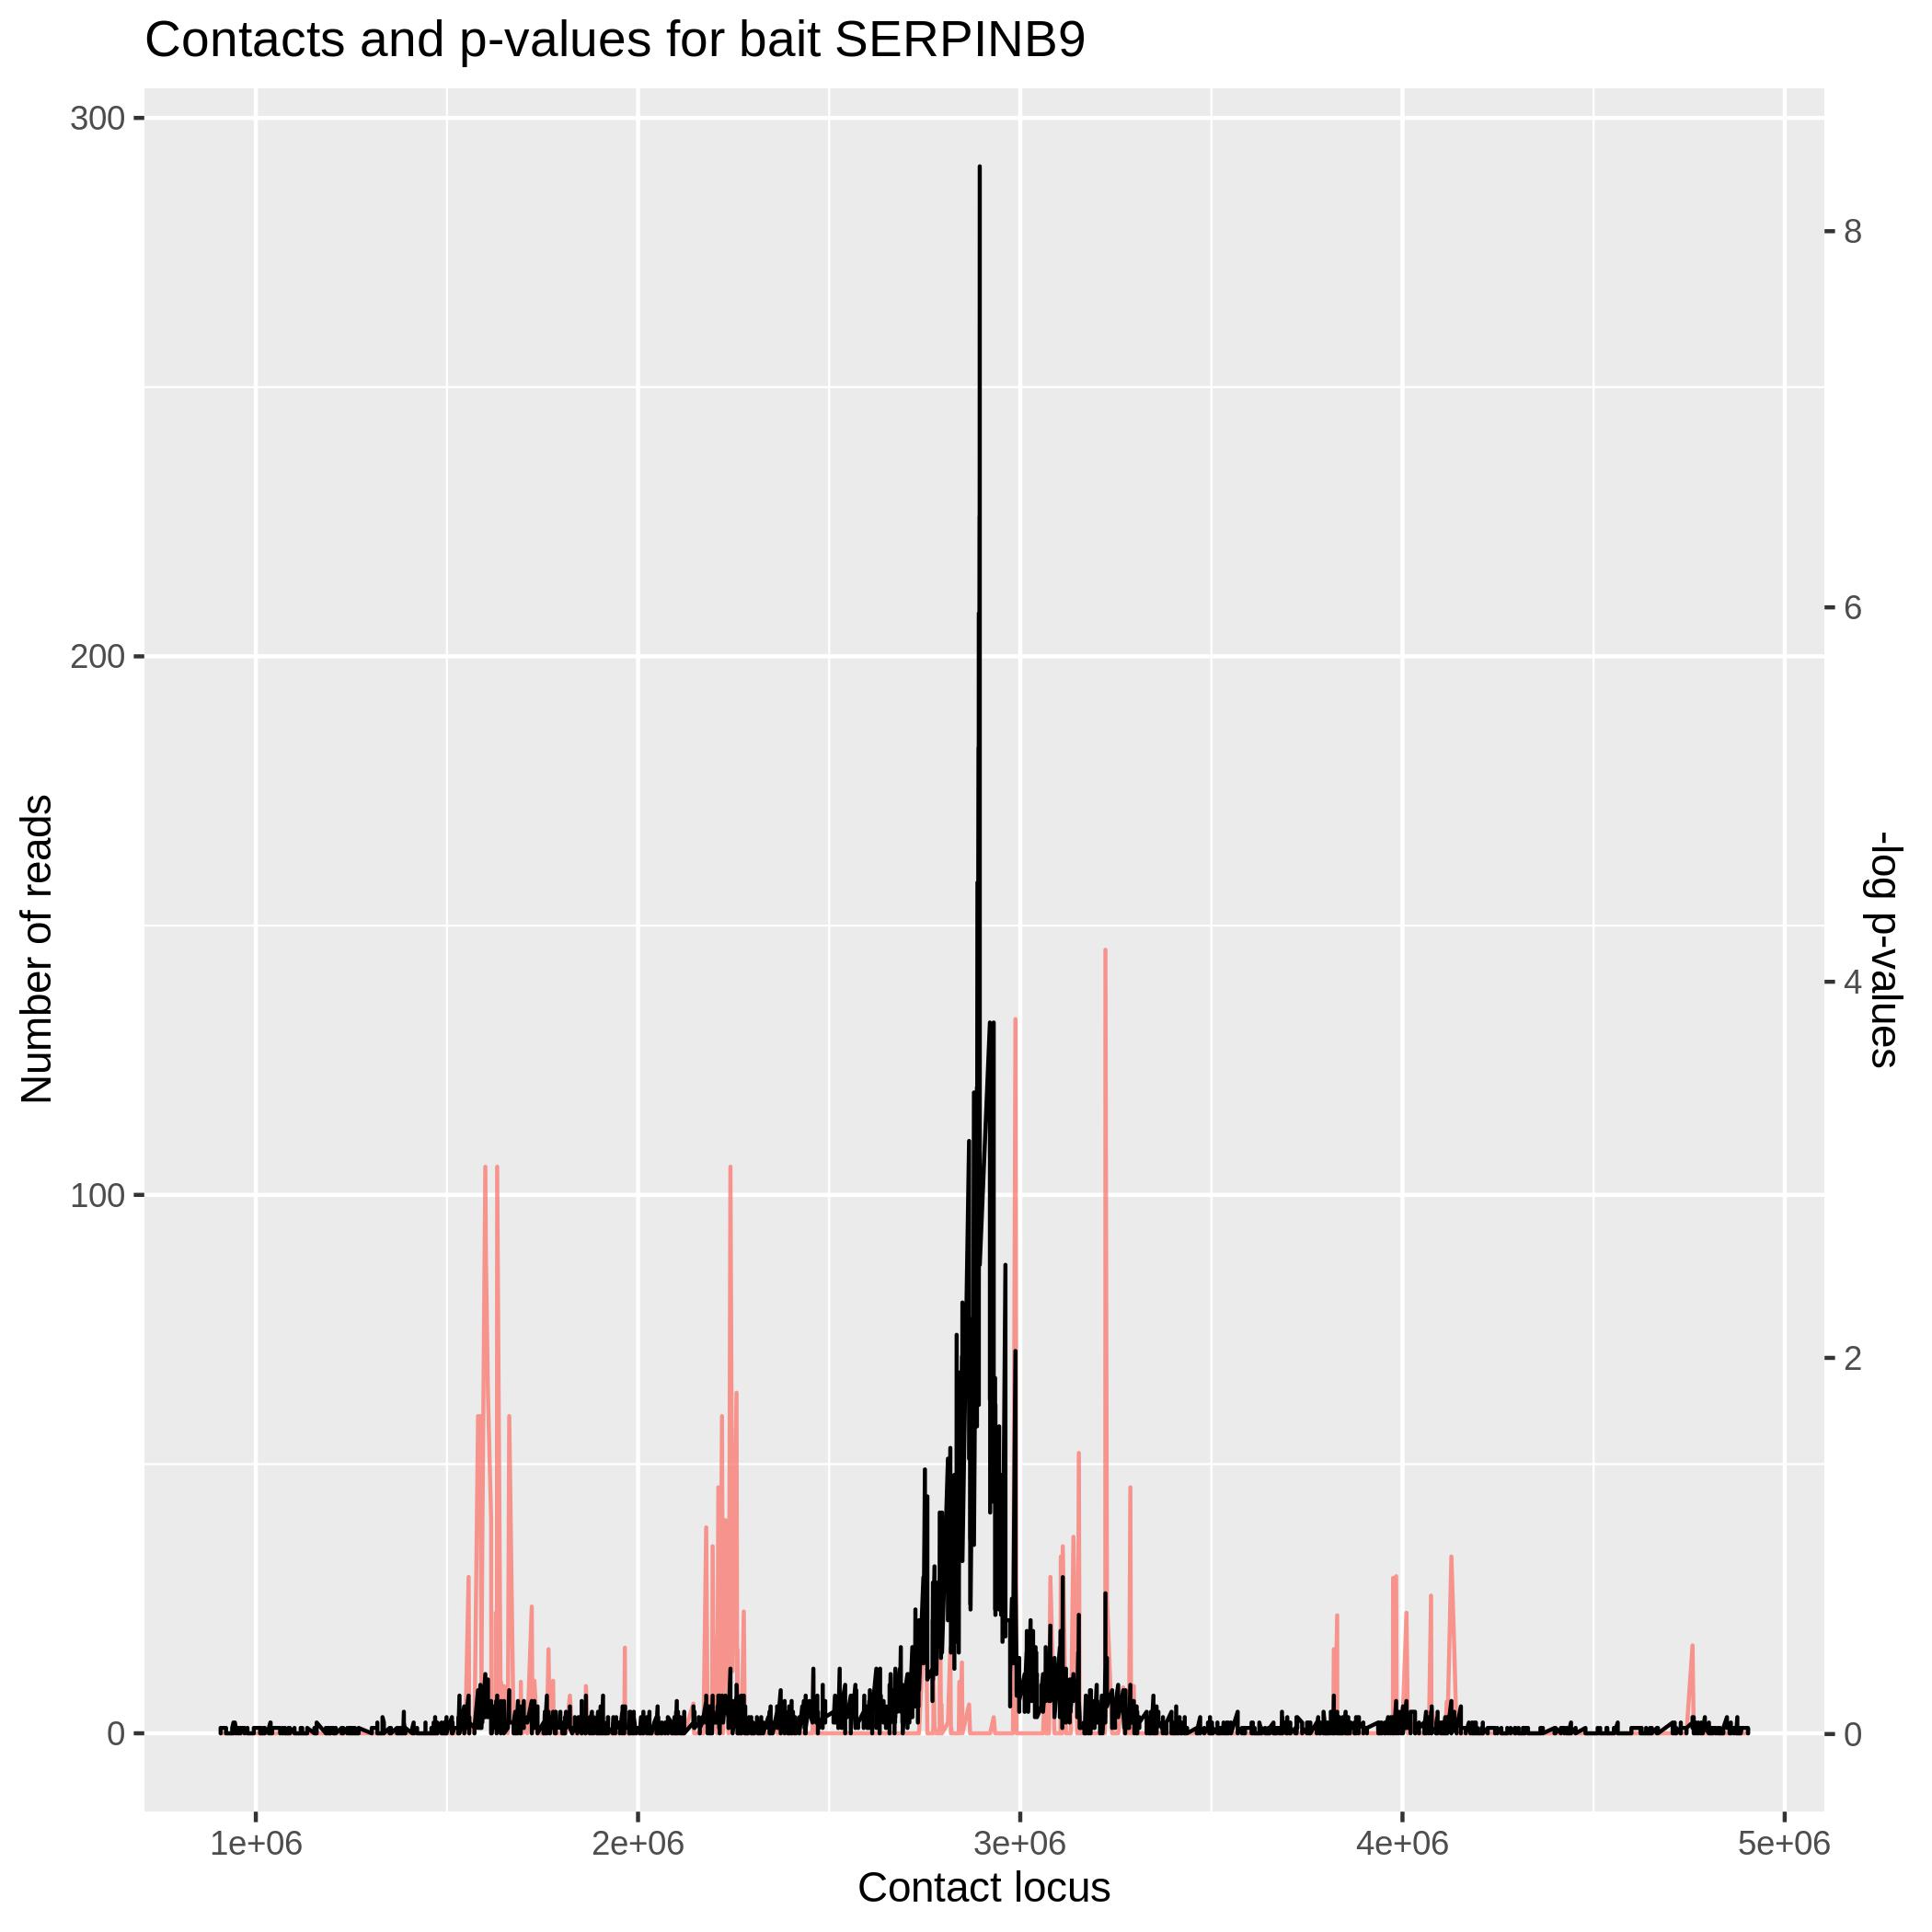 Contacts and p-values for bait SERPINB9
300
200
100
0
8
6
4
2
0
Number of reads
-log p-values
1e+06
2e+06
3e+06
4e+06
5e+06
Contact locus